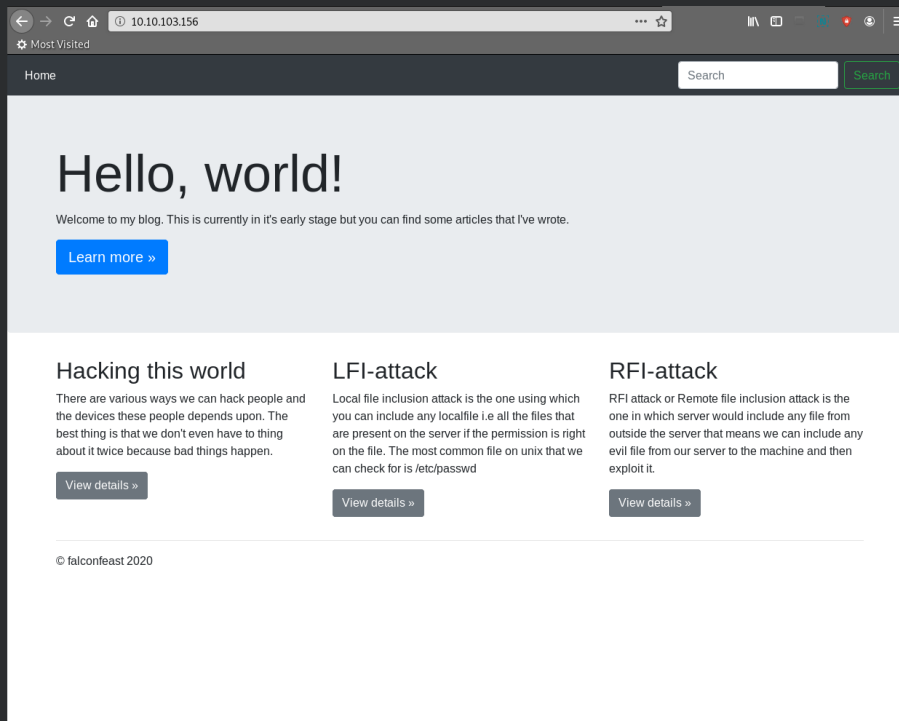 10.10.103.156
Most Visited
Home
Search
Search
Hello, world!
Welcome to my blog. This is currently in it's early stage but you can find some articles that I've wrote.
Learn more »
Hacking this world
There are various ways we can hack people and
the devices these people depends upon. The
best thing is that we don't even have to thing
about it twice because bad things happen.
View details »
LFI-attack
Local file inclusion attack is the one using which
you can include any localfile i.e all the files that
are present on the server if the permission is right
on the file. The most common file on unix that we
can check for is /etc/passwd
View details »
RFI-attack
RFI attack or Remote file inclusion attack is the
one in which server would include any file from
outside the server that means we can include any
evil file from our server to the machine and then
exploit it.
View details »
© falconfeast 2020